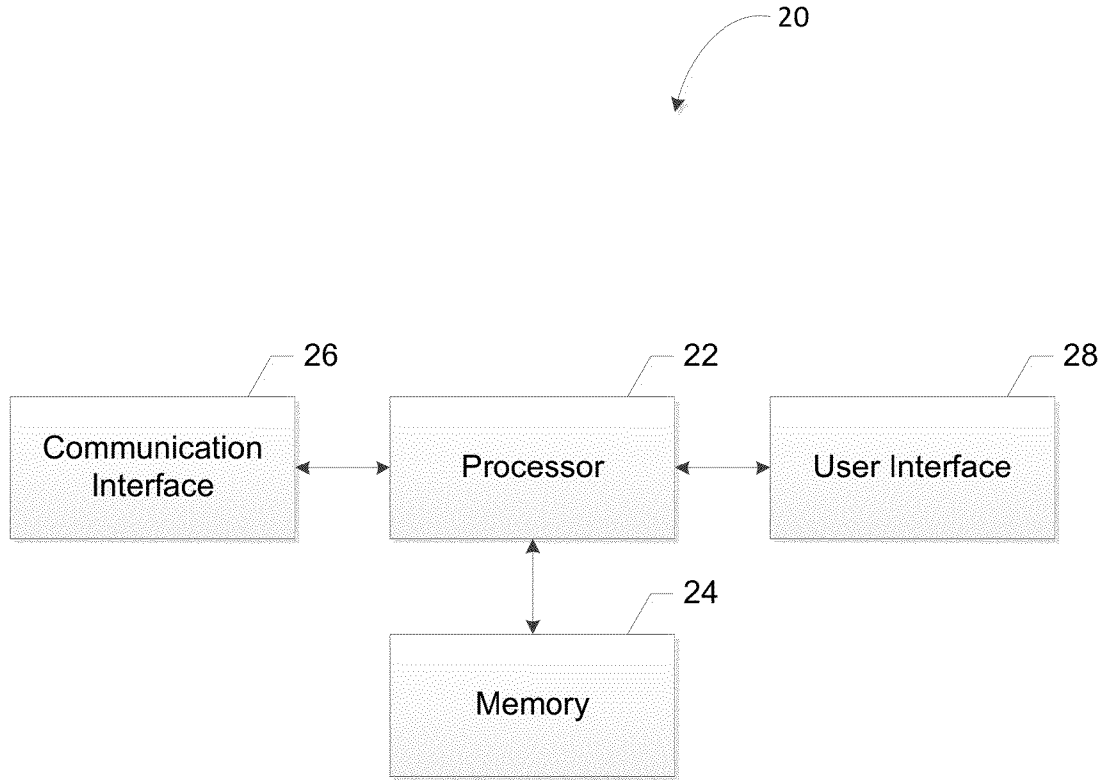 20
26
22
28
Communication
Interface
Processor
User Interface
24
Memory